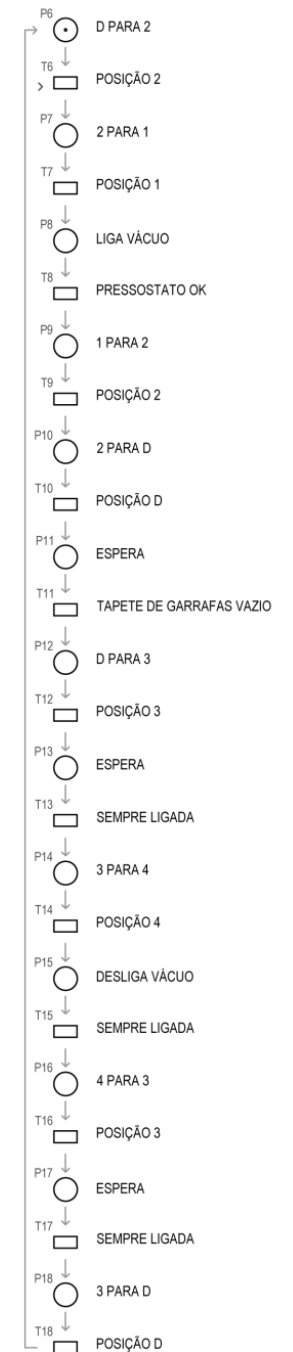 P6 D PARA 2
T6 POSIÇÃO 2
P7 2 PARA 1
T7 POSIÇÃO 1
P8 LIGA VÁCUO
T8 PRESSOSTATO OK
P9 1 PARA 2
T9 POSIÇÃO 2
P10 2 PARA D
T10 POSIÇÃO D
P11 ESPERA
T11 TAPETE DE GARRAFAS VAZIO
P12 D PARA 3
T12 POSIÇÃO 3
P13 ESPERA
T13 SEMPRE LIGADA
P14 3 PARA 4
T14 POSIÇÃO 4
P15 DESLIGA VÁCUO
T15 SEMPRE LIGADA
P16 4 PARA 3
T16 POSIÇÃO 3
P17 ESPERA
T17 SEMPRE LIGADA
P18 3 PARA D
T18 POSIÇÃO D